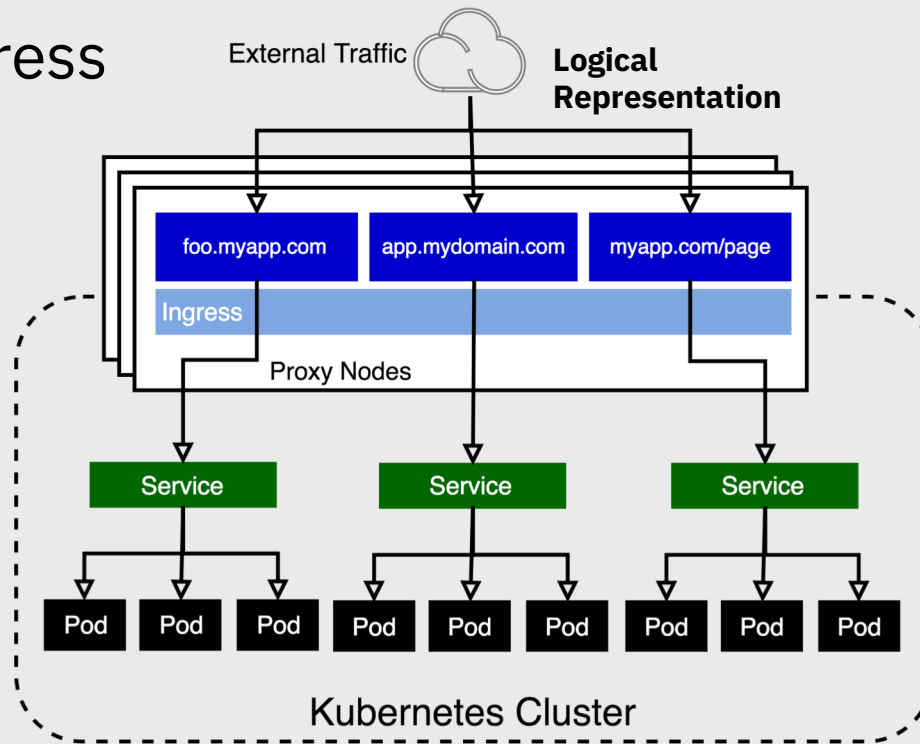 ress
External Traffic
Logical
Representation
foo.myapp.com
app.mydomain.com
myapp.com/page
Ingress
Proxy Nodes
Service
Service
Service
Pod
Pod
Pod
Pod
Pod
Pod
Pod
Pod
Pod
Kubernetes Cluster